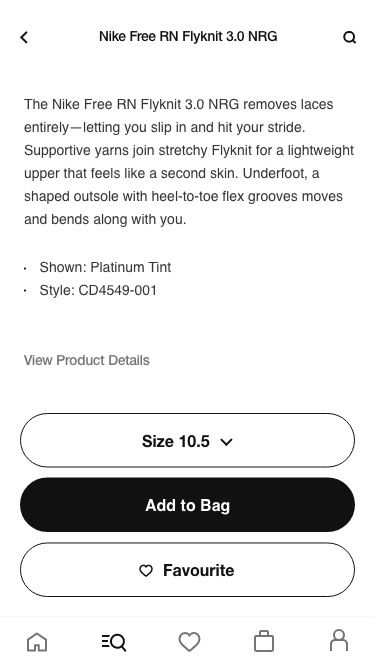 Nike Free RN Flyknit 3.0 NRG
The Nike Free RN Flyknit 3.0 NRG removes laces
entirely—letting you slip in and hit your stride.
Supportive yarns join stretchy Flyknit for a lightweight
upper that feels like a second skin. Underfoot, a
shaped outsole with heel-to-toe flex grooves moves
and bends along with you.
• Shown: Platinum Tint
• Style: CD4549-001
View Product Details
Size 10.5
Add to Bag
Favourite